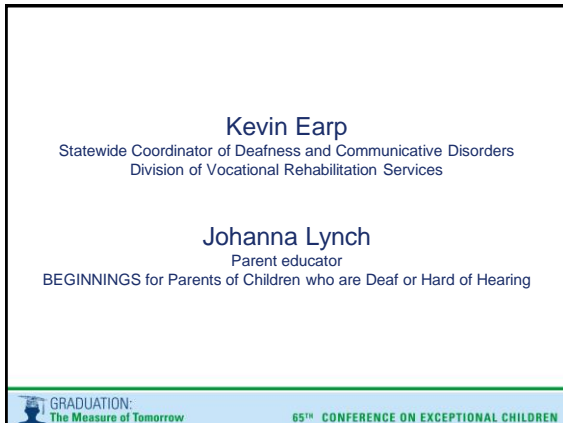 Kevin Earp
Statewide Coordinator of Deafness and Communicative Disorders
Division of Vocational Rehabilitation Services
Johanna Lynch
Parent educator
BEGINNINGS for Parents of Children who are Deaf or Hard of Hearing
GRADUATION:
The Measure of Tomorrow
65TH CONFERENCE ON EXCEPTIONAL CHILDREN